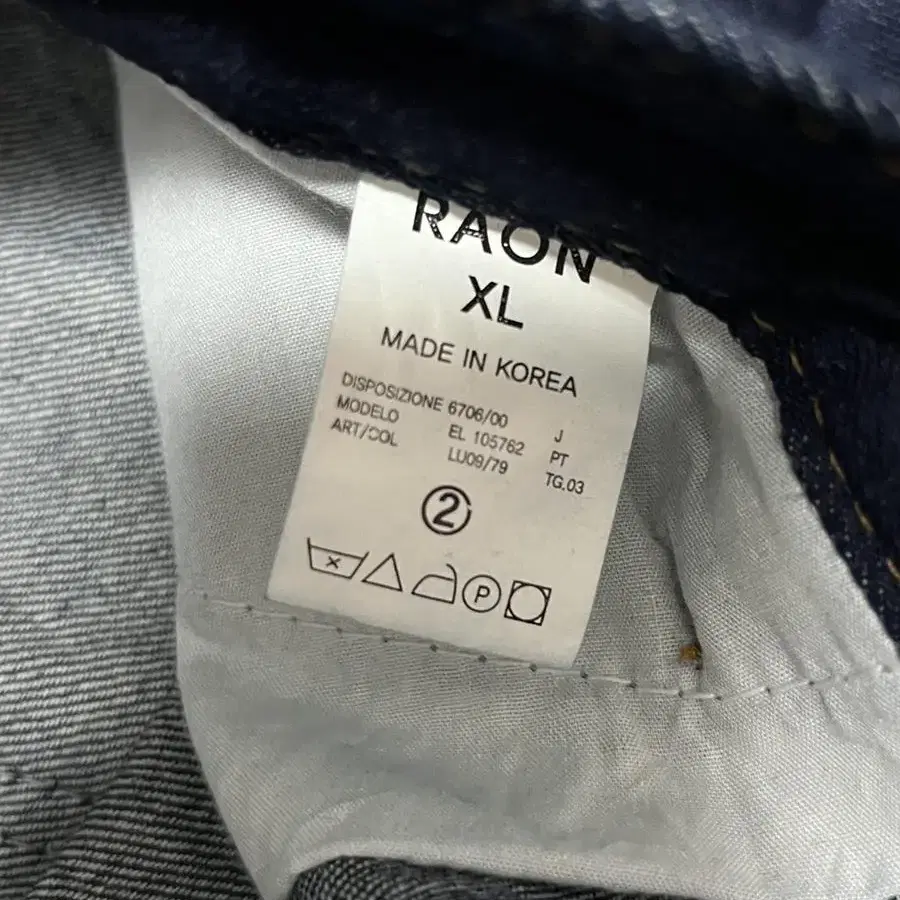 RAON
XL
MADE IN KOREA
DISPOSIZIONE 6706/00 J
MODELO EL 105762 PT
ART/COL LU09/79 TG.03
2
P